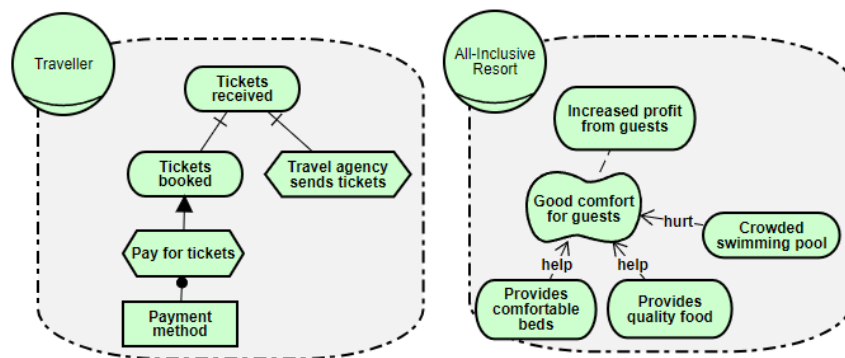 Traveller
Tickets
received
Tickets
booked
Travel agency
sends tickets
Pay for tickets
Payment
method
All-Inclusive
Resort
Increased profit
from guests
Good comfort
for guests
hurt
Crowded
swimming pool
help
help
Provides
comfortable
beds
Provides
quality food